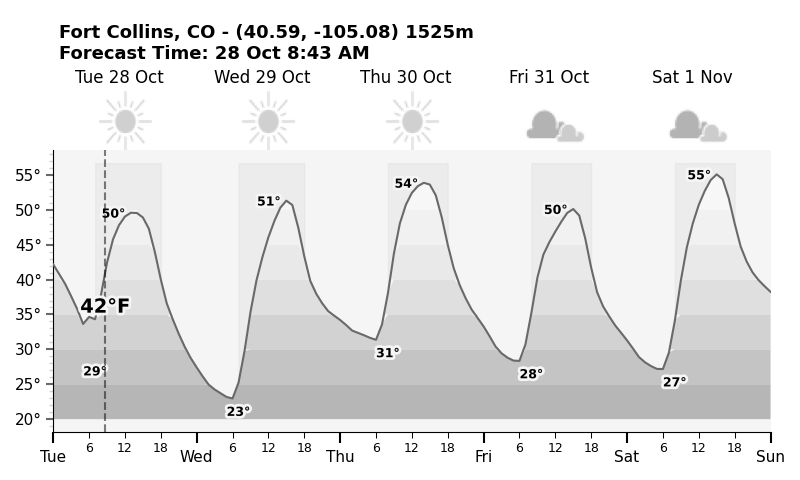 Fort Collins, CO - (40.59, -105.08) 1525m
Forecast Time: 28 Oct 8:43 AM
Tue 28 Oct Wed 29 Oct Thu 30 Oct Fri 31 Oct Sat 1 Nov
55°
50°
45°
40°
35°
30°
25°
20°
50° 51° 54° 50° 55°
42°F
29° 23° 31° 28° 27°
6 12 18 6 12 18 6 12 18 6 12 18 6 12 18
Tue Wed Thu Fri Sat Sun